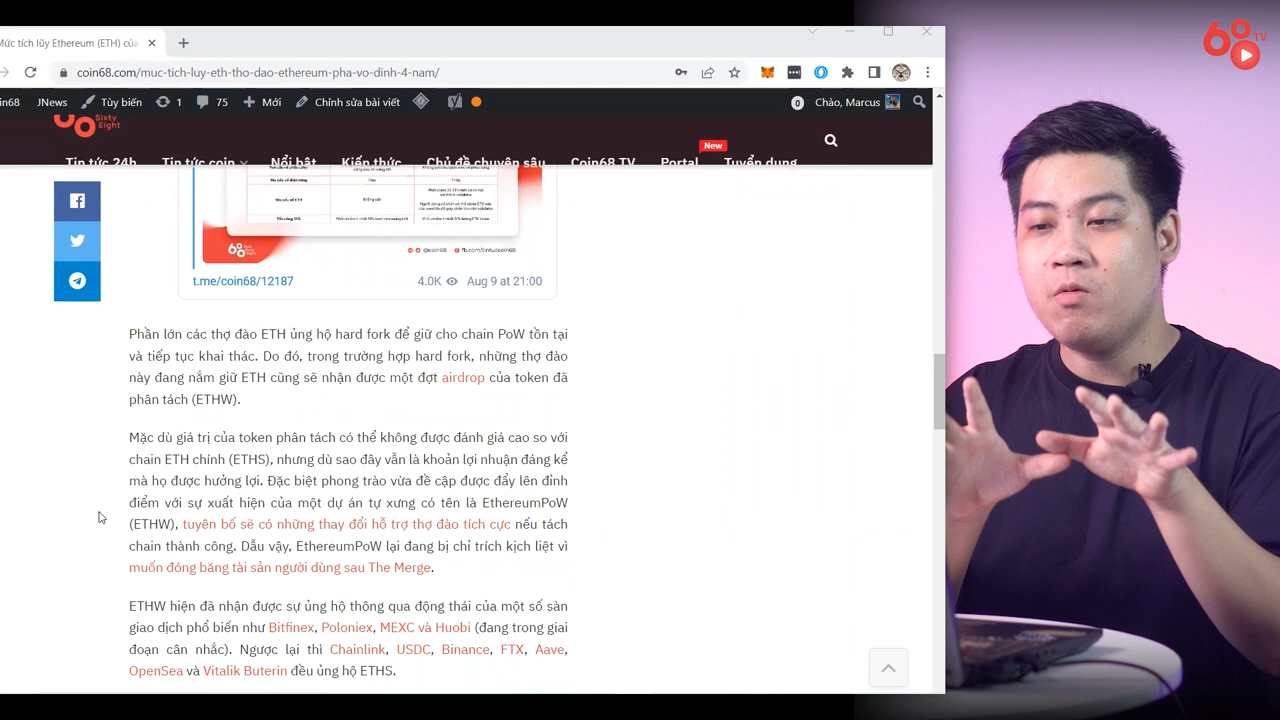 68 TV
Mức tích lũy Ethereum (ETH) củ
coin68.com/muc-tich-luy-eth-tho-dao-ethereum-pha-vo-dinh-4-nam/
in68 JNews Tùy biến 1 75 Mới Chỉnh sửa bài viết 0 Chào, Marcus
Sixty
Eight
New
Tin tức 24h Tin tức coin Nổi bật Kiến thức Chủ đề chuyên sâu Coin68 TV Portal Tuyển dụng
Cao Thấp
Không cần
68 @coin68 fb.com/tintuccoin68
t.me/coin68/12187 4.0K Aug 9 at 21:00
Phần lớn các thợ đào ETH ủng hộ hard fork để giữ cho chain PoW tồn tại
và tiếp tục khai thác. Do đó, trong trường hợp hard fork, những thợ đào
này đang nắm giữ ETH cũng sẽ nhận được một đợt airdrop của token đã
phân tách (ETHW).
Mặc dù giá trị của token phân tách có thể không được đánh giá cao so với
chain ETH chính (ETHS), nhưng dù sao đây vẫn là khoản lợi nhuận đáng kể
mà họ được hưởng lợi. Đặc biệt phong trào vừa đề cập được đẩy lên đỉnh
điểm với sự xuất hiện của một dự án tự xưng có tên là EthereumPoW
(ETHW), tuyên bố sẽ có những thay đổi hỗ trợ thợ đào tích cực nếu tách
chain thành công. Dẫu vậy, EthereumPoW lại đang bị chỉ trích kịch liệt vì
muốn đóng băng tài sản người dùng sau The Merge.
ETHW hiện đã nhận được sự ủng hộ thông qua động thái của một số sàn
giao dịch phổ biến như Bitfinex, Poloniex, MEXC và Huobi (đang trong giai
đoạn cân nhắc). Ngược lại thì Chainlink, USDC, Binance, FTX, Aave,
OpenSea và Vitalik Buterin đều ủng hộ ETHS.